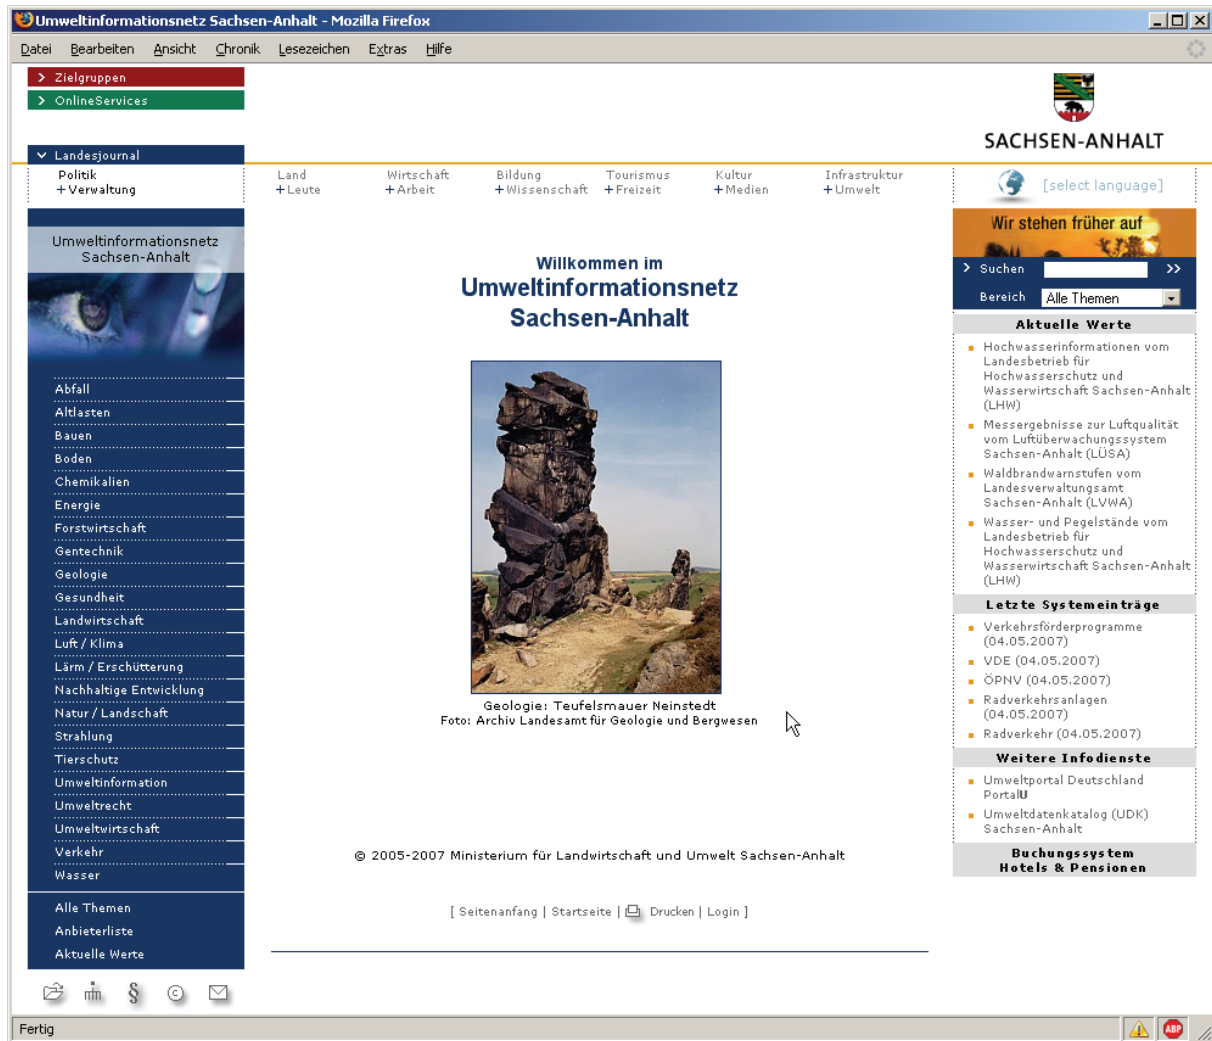 Umweltinformationsnetz Sachsen-Anhalt - Mozilla Firefox
Datei Bearbeiten Ansicht Chronik Lesezeichen Extras Hilfe
Zielgruppen
OnlineServices
SACHSEN-ANHALT
Landesjournal
Politik
+Verwaltung
Land
+Leute
Wirtschaft
+Arbeit
Bildung
+Wissenschaft
Tourismus
+Freizeit
Kultur
+Medien
Infrastruktur
+Umwelt
[select language]
Umweltinformationsnetz
Sachsen-Anhalt
Abfall
Altlasten
Bauen
Boden
Chemikalien
Energie
Forstwirtschaft
Gentechnik
Geologie
Gesundheit
Landwirtschaft
Luft / Klima
Lärm / Erschütterung
Nachhaltige Entwicklung
Natur / Landschaft
Strahlung
Tierschutz
Umweltinformation
Umweltrecht
Umweltwirtschaft
Verkehr
Wasser
Alle Themen
Anbieterliste
Aktuelle Werte
§ ©
Willkommen im
Umweltinformationsnetz
Sachsen-Anhalt
Geologie: Teufelsmauer Neinstedt
Foto: Archiv Landesamt für Geologie und Bergwesen
© 2005-2007 Ministerium für Landwirtschaft und Umwelt Sachsen-Anhalt
[ Seitenanfang | Startseite | Drucken | Login ]
Wir stehen früher auf
Suchen >>
Bereich Alle Themen
Aktuelle Werte
Hochwasserinformationen vom
Landesbetrieb für
Hochwasserschutz und
Wasserwirtschaft Sachsen-Anhalt
(LHW)
Messergebnisse zur Luftqualität
vom Luftüberwachungssystem
Sachsen-Anhalt (LÜSA)
Waldbrandwarnstufen vom
Landesverwaltungsamt
Sachsen-Anhalt (LVWA)
Wasser- und Pegelstände vom
Landesbetrieb für
Hochwasserschutz und
Wasserwirtschaft Sachsen-Anhalt
(LHW)
Letzte Systemeinträge
Verkehrsförderprogramme
(04.05.2007)
VDE (04.05.2007)
ÖPNV (04.05.2007)
Radverkehrsanlagen
(04.05.2007)
Radverkehr (04.05.2007)
Weitere Infodienste
Umweltportal Deutschland
PortalU
Umweltdatenkatalog (UDK)
Sachsen-Anhalt
Buchungssystem
Hotels & Pensionen
Fertig
ABP